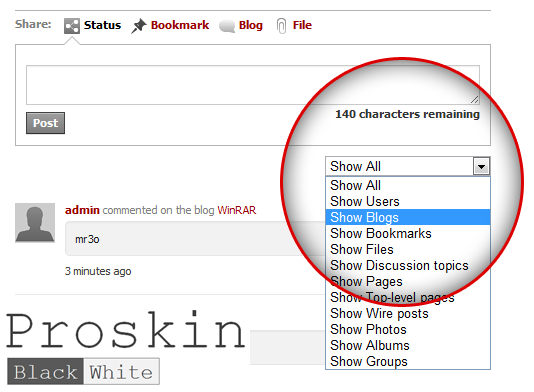 Share: Status Bookmark Blog File
140 characters remaining
Post
Show All
Show All
Show Users
Show Blogs
Show Bookmarks
Show Files
Show Discussion topics
Show Pages
Show Top-level pages
Show Wire posts
Show Photos
Show Albums
Show Groups
admin commented on the blog WinRAR
mr3o
3 minutes ago
Proskin
Black White